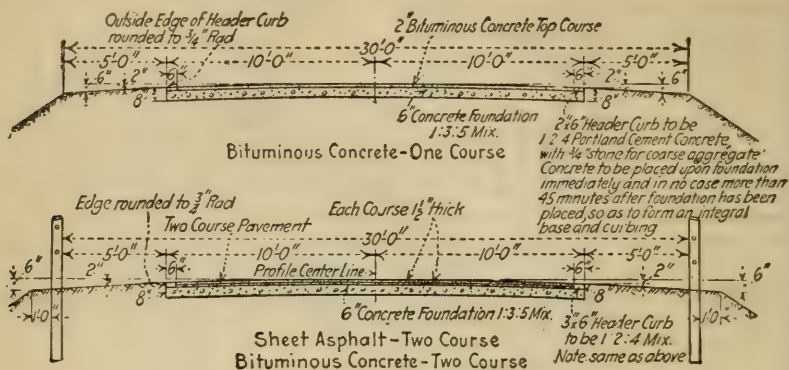 Outside Edge of Header Curb
rounded to 3/4" Rad
2" Bituminous Concrete Top Course
30'-0"
5'-0" 10'-0" 10'-0" 5'-0"
6" 2" 6" 6" 2" 6"
8" 8"
6" Concrete Foundation
1:3:5 Mix.
Bituminous Concrete-One Course
2"x6" Header Curb to be
1 2 4 Portland Cement Concrete,
with 3/4" stone for coarse aggregate
Concrete to be placed upon foundation
immediately and in no case more than
45 minutes after foundation has been
placed, so as to form an integral
base and curbing
Edge rounded to 3/4" Rad
Two Course Pavement
Each Course 1 1/2" thick
30'-0"
5'-0" 10'-0" 10'-0" 5'-0"
6" 2" 6" Profile Center Line 6" 2" 6"
8" 8"
1'-0" 1'-0"
6" Concrete Foundation 1:3:5 Mix.
3"x6" Header Curb
to be 1:2:4 Mix.
Note same as above
Sheet Asphalt-Two Course
Bituminous Concrete-Two Course